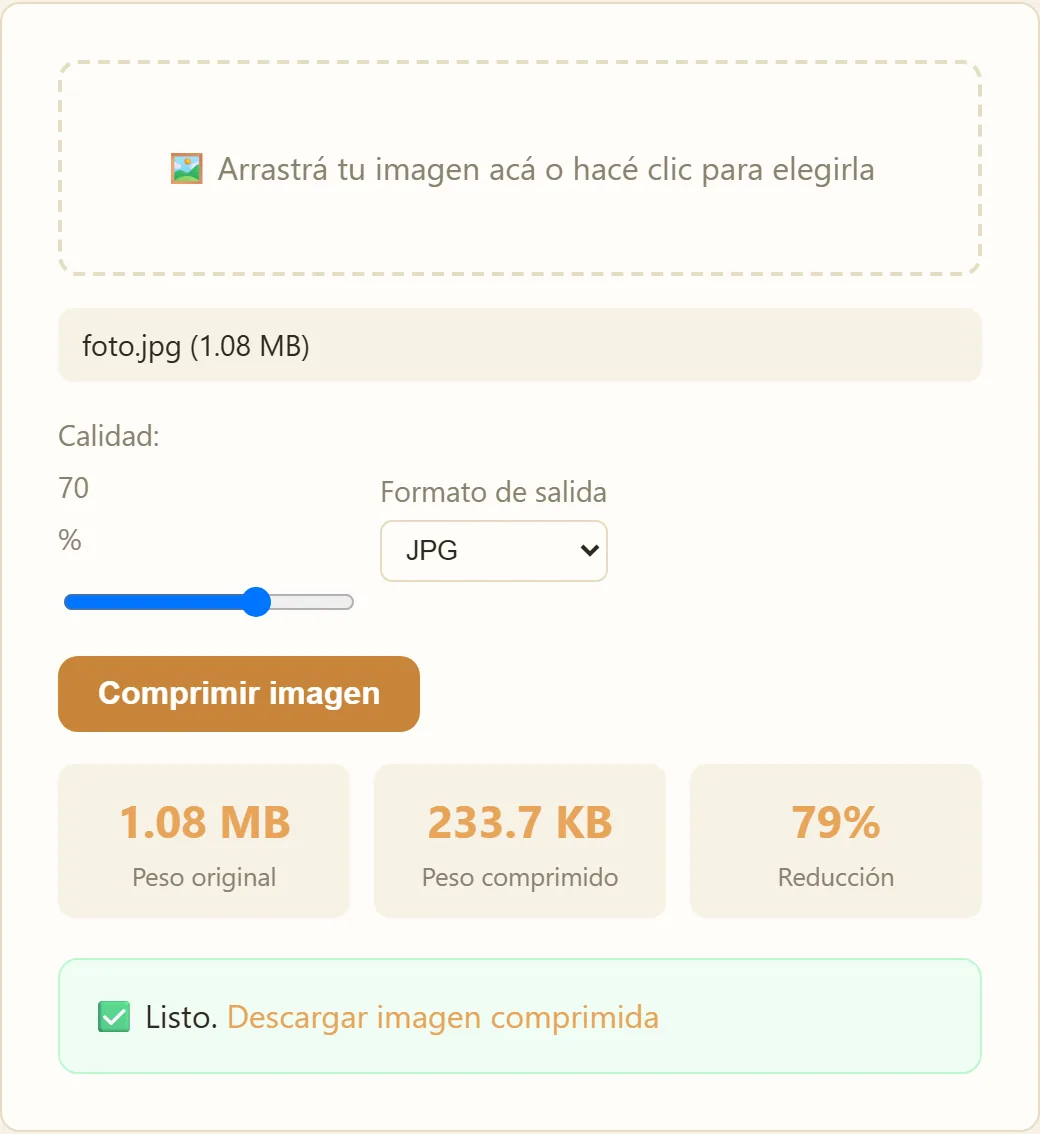 Arrastrá tu imagen acá o hacé clic para elegirla
foto.jpg (1.08 MB)
Calidad:
70
%
Formato de salida
JPG
Comprimir imagen
1.08 MB
Peso original
233.7 KB
Peso comprimido
79%
Reducción
Listo. Descargar imagen comprimida